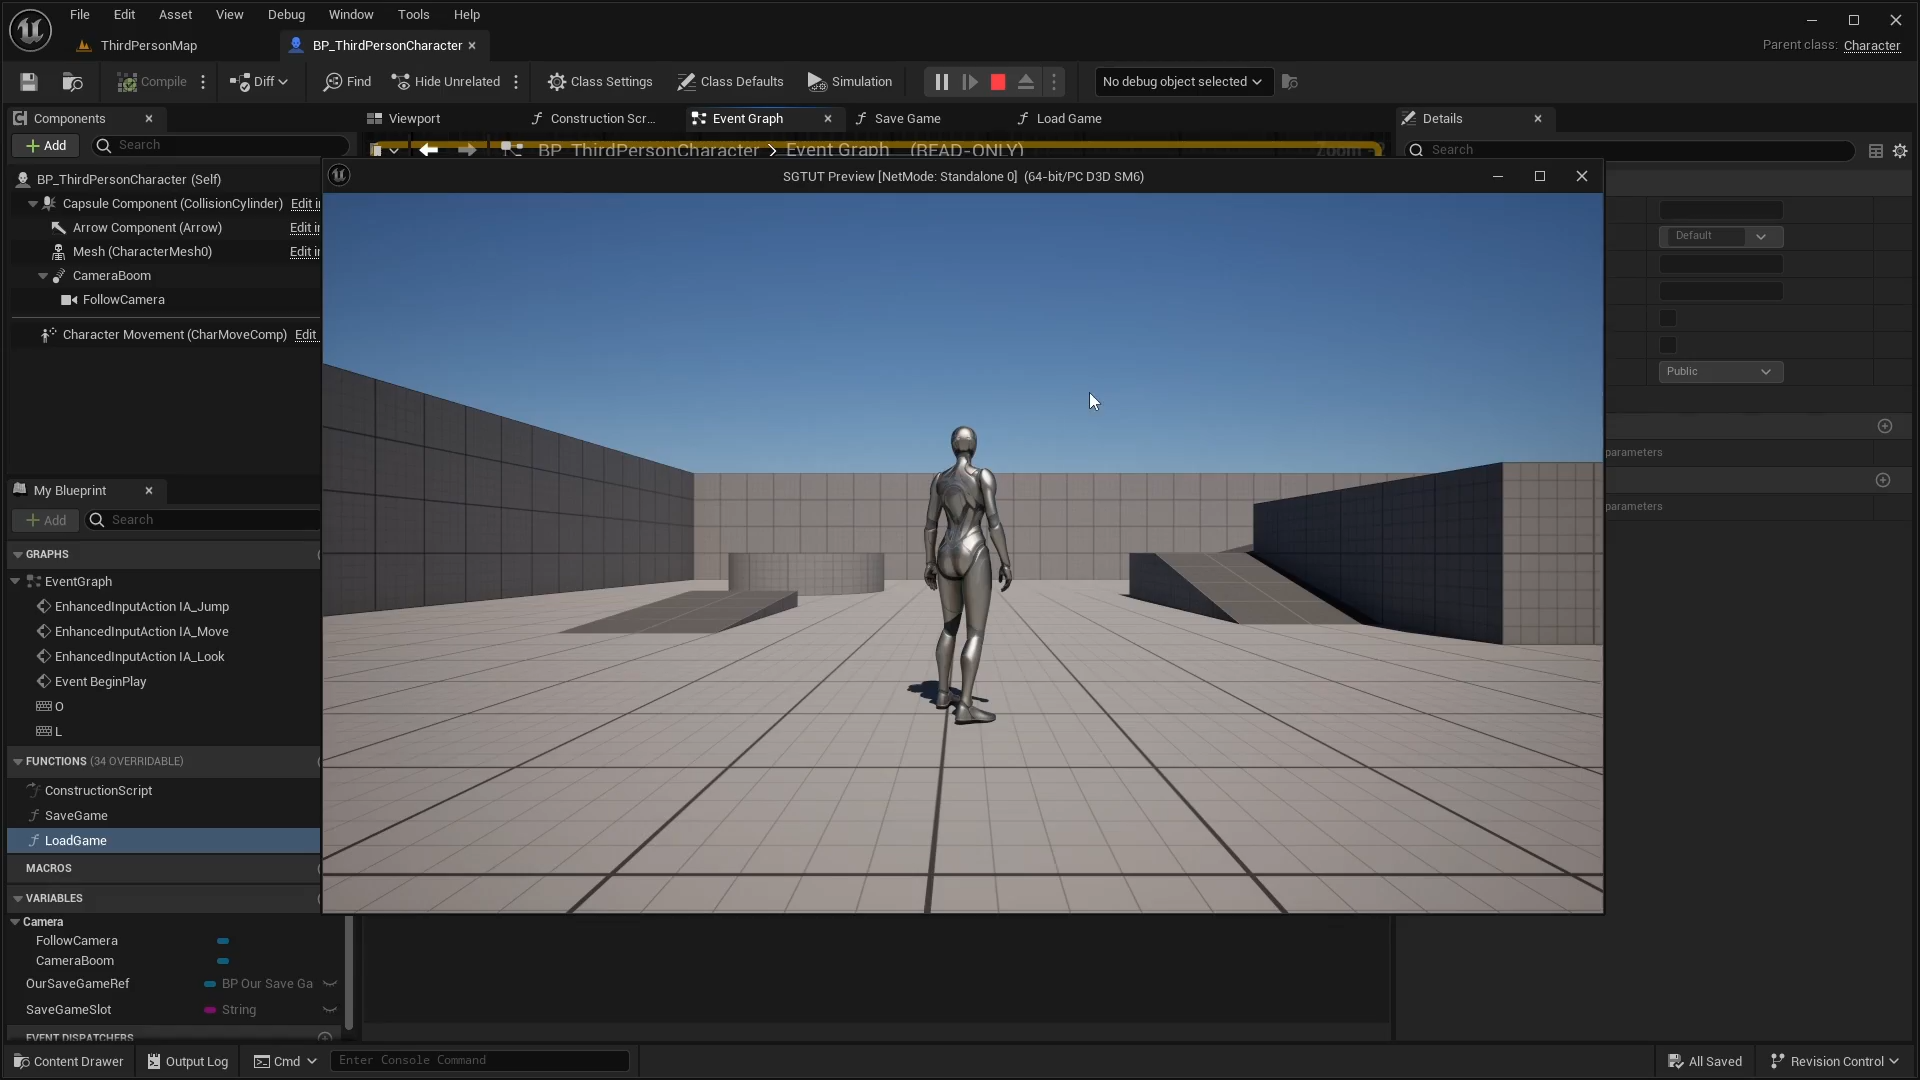 File Edit Asset View Debug Window Tools Help
ThirdPersonMap BP_ThirdPersonCharacter
Parent class: Character
Compile Diff Find Hide Unrelated Class Settings Class Defaults Simulation No debug object selected
Components Viewport Construction Scr... Event Graph Save Game Load Game Details
Add Search BP_ThirdPersonCharacter > Event Graph (READ-ONLY) Zoom Search
SGTUT Preview [NetMode: Standalone 0] (64-bit/PC D3D SM6)
BP_ThirdPersonCharacter (Self)
Capsule Component (CollisionCylinder) Edit in
Arrow Component (Arrow) Edit in
Mesh (CharacterMesh0) Edit in
CameraBoom
FollowCamera
Character Movement (CharMoveComp) Edit
Default
Public
parameters
parameters
My Blueprint
Add Search
GRAPHS
EventGraph
EnhancedInputAction IA_Jump
EnhancedInputAction IA_Move
EnhancedInputAction IA_Look
Event BeginPlay
O
L
FUNCTIONS (34 OVERRIDABLE)
ConstructionScript
SaveGame
LoadGame
MACROS
VARIABLES
Camera
FollowCamera
CameraBoom
OurSaveGameRef BP Our Save Ga
SaveGameSlot String
EVENT DISPATCHERS
Content Drawer Output Log Cmd Enter Console Command All Saved Revision Control